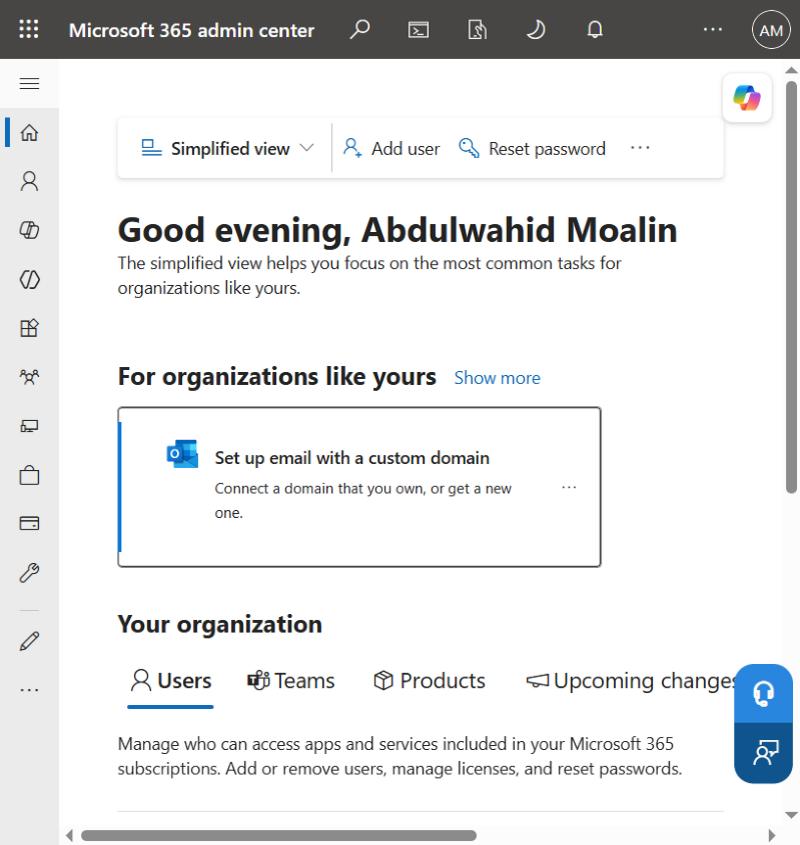 Microsoft 365 admin center
AM
Simplified view
Add user
Reset password
Good evening, Abdulwahid Moalin
The simplified view helps you focus on the most common tasks for
organizations like yours.
For organizations like yours Show more
Set up email with a custom domain
Connect a domain that you own, or get a new
one.
Your organization
Users
Teams
Products
Upcoming changes
Manage who can access apps and services included in your Microsoft 365
subscriptions. Add or remove users, manage licenses, and reset passwords.